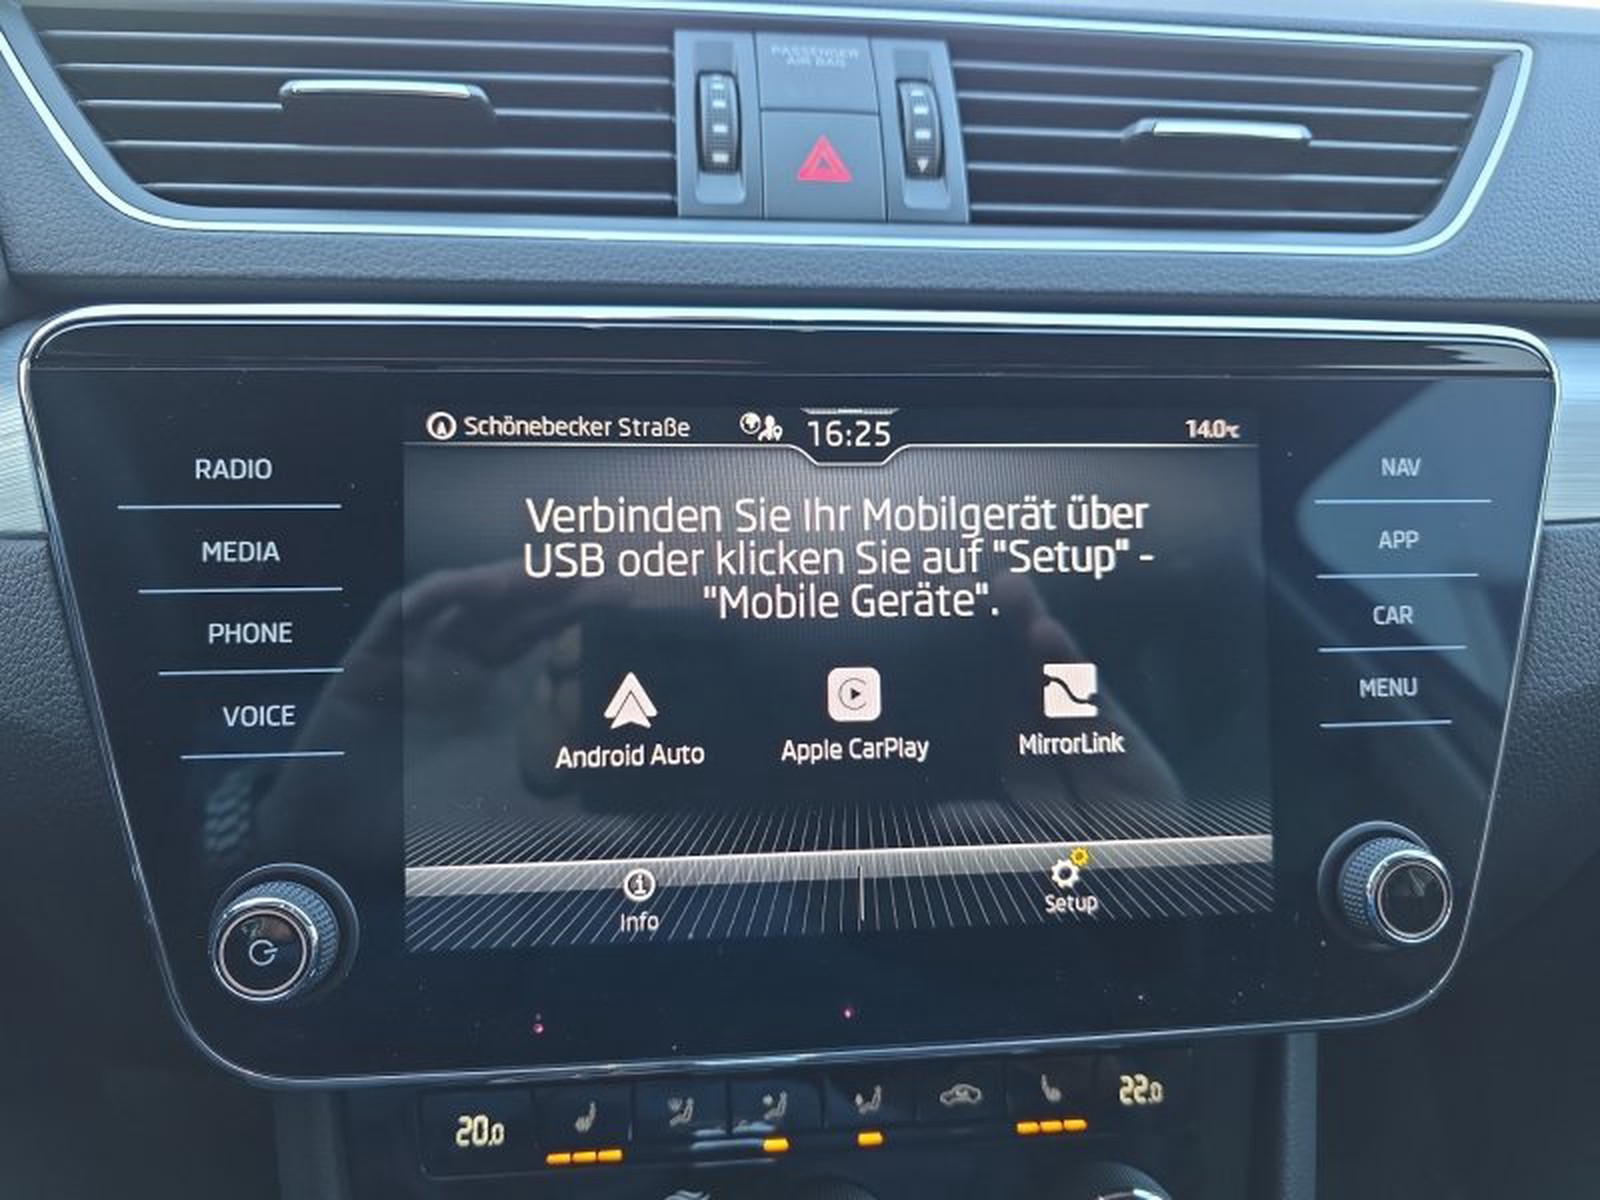 PASSENGER
AIR BAG
Schönebecker Straße
16:25
14.0°C
RADIO
MEDIA
PHONE
VOICE
NAV
APP
CAR
MENU
Verbinden Sie Ihr Mobilgerät über
USB oder klicken Sie auf "Setup" -
"Mobile Geräte".
Android Auto
Apple CarPlay
MirrorLink
Info
Setup
20.0
22.0